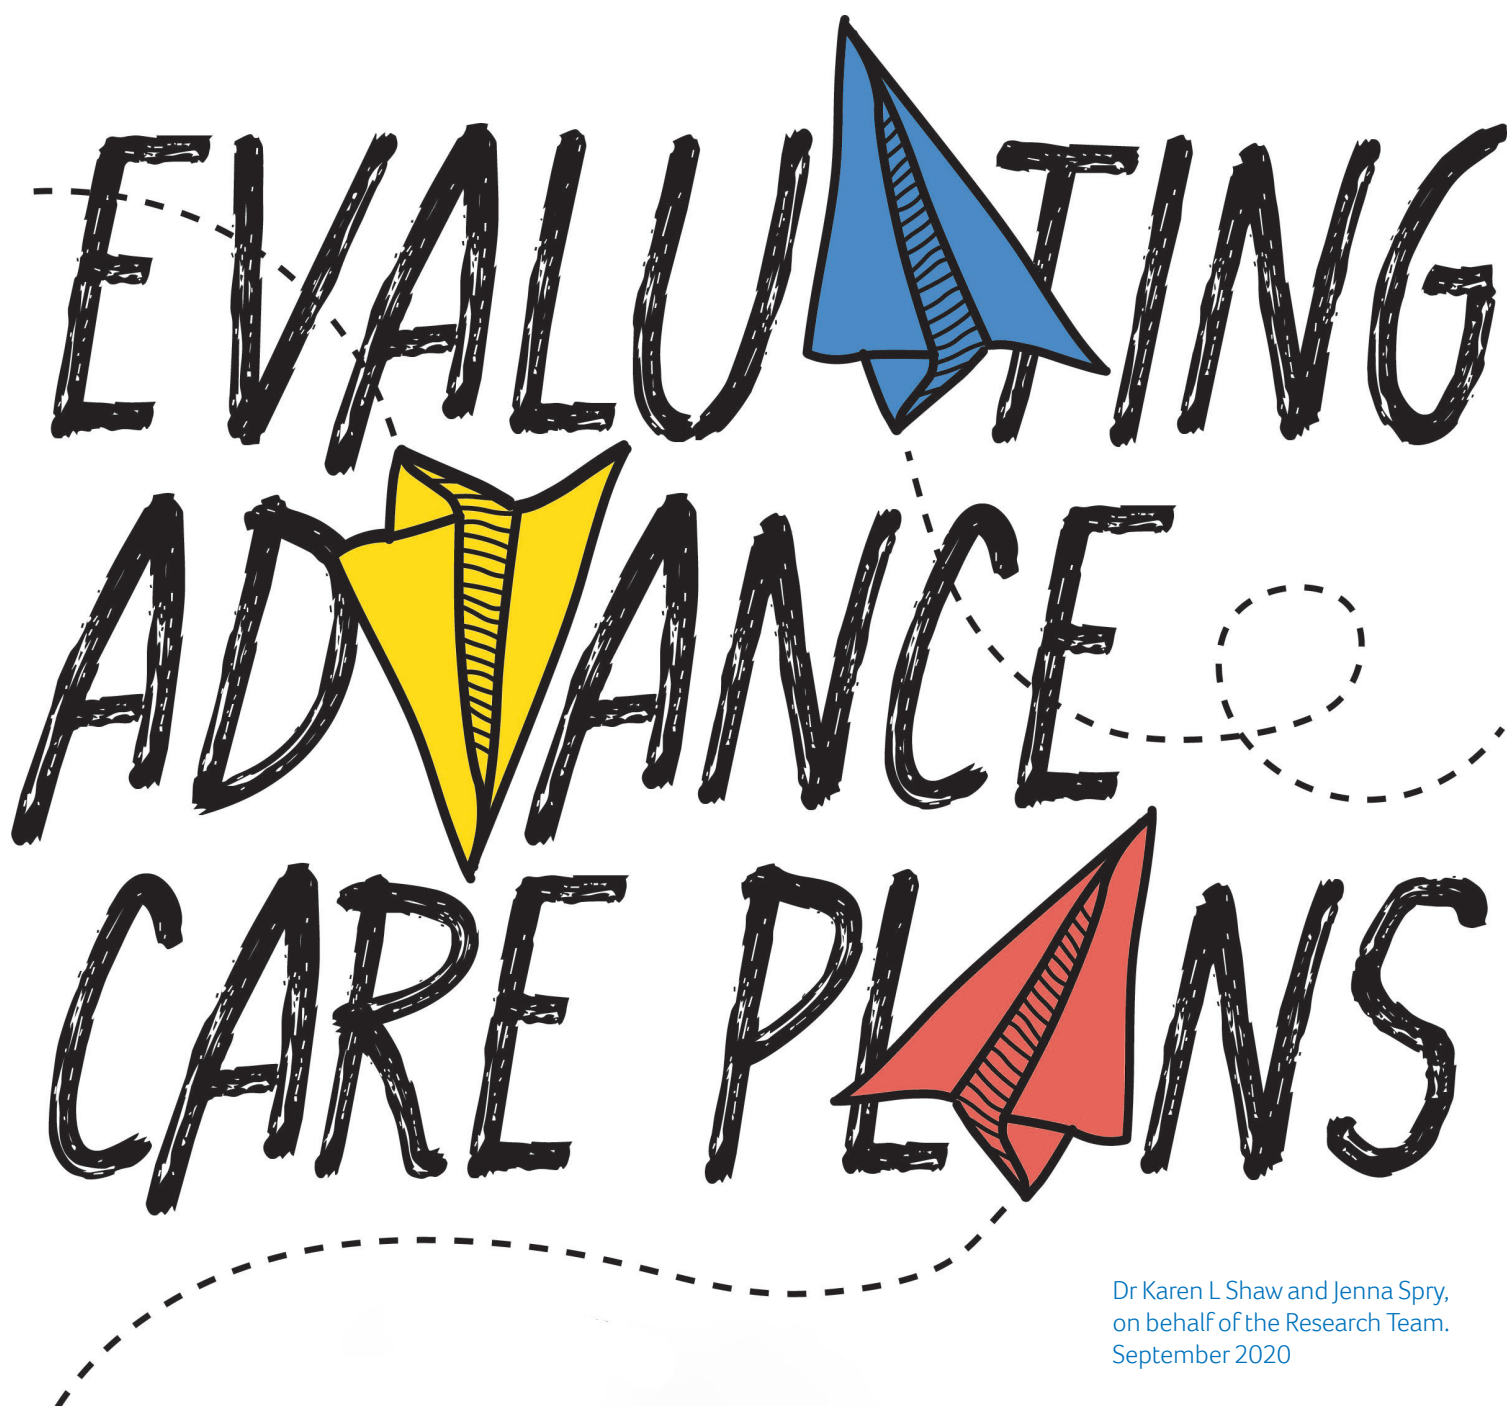 EVALUATING
ADVANCE
CARE PLANS
Dr Karen L Shaw and Jenna Spry,
on behalf of the Research Team.
September 2020